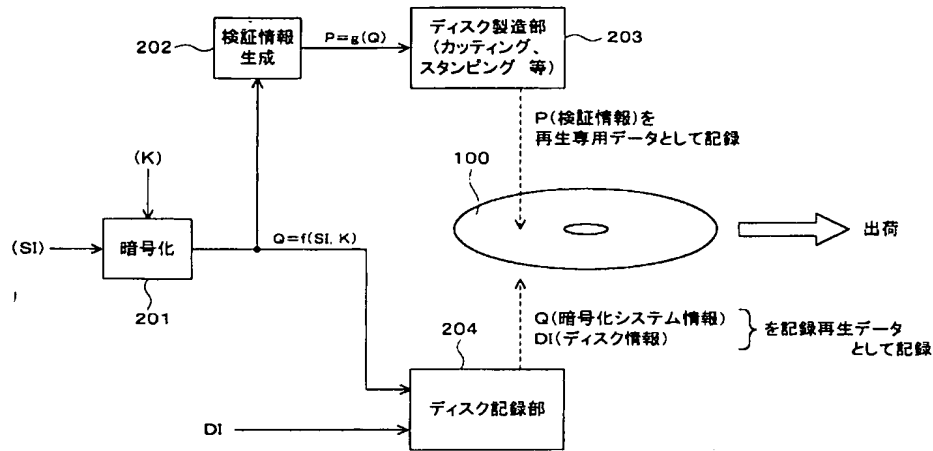 202
検証情報
生成
P=g(Q)
ディスク製造部
(カッティング、
スタンピング 等)
203
P(検証情報)を
再生専用データとして記録
(K)
100
(SI)
暗号化
Q=f(SI, K)
出荷
201
204
Q(暗号化システム情報)
DI(ディスク情報)
を記録再生データ
として記録
ディスク記録部
DI